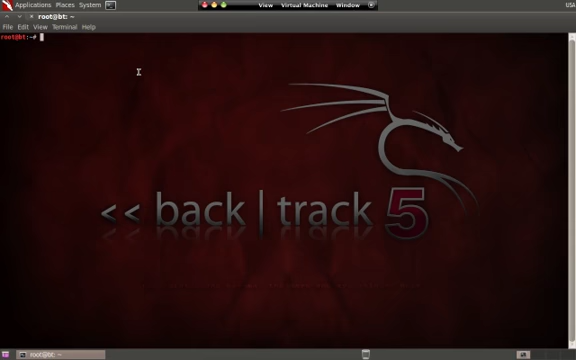 Applications Places System
View Virtual Machine Window
USA
root@bt: ~
File Edit View Terminal Help
root@bt:~#
<< back | track 5
root@bt: ~